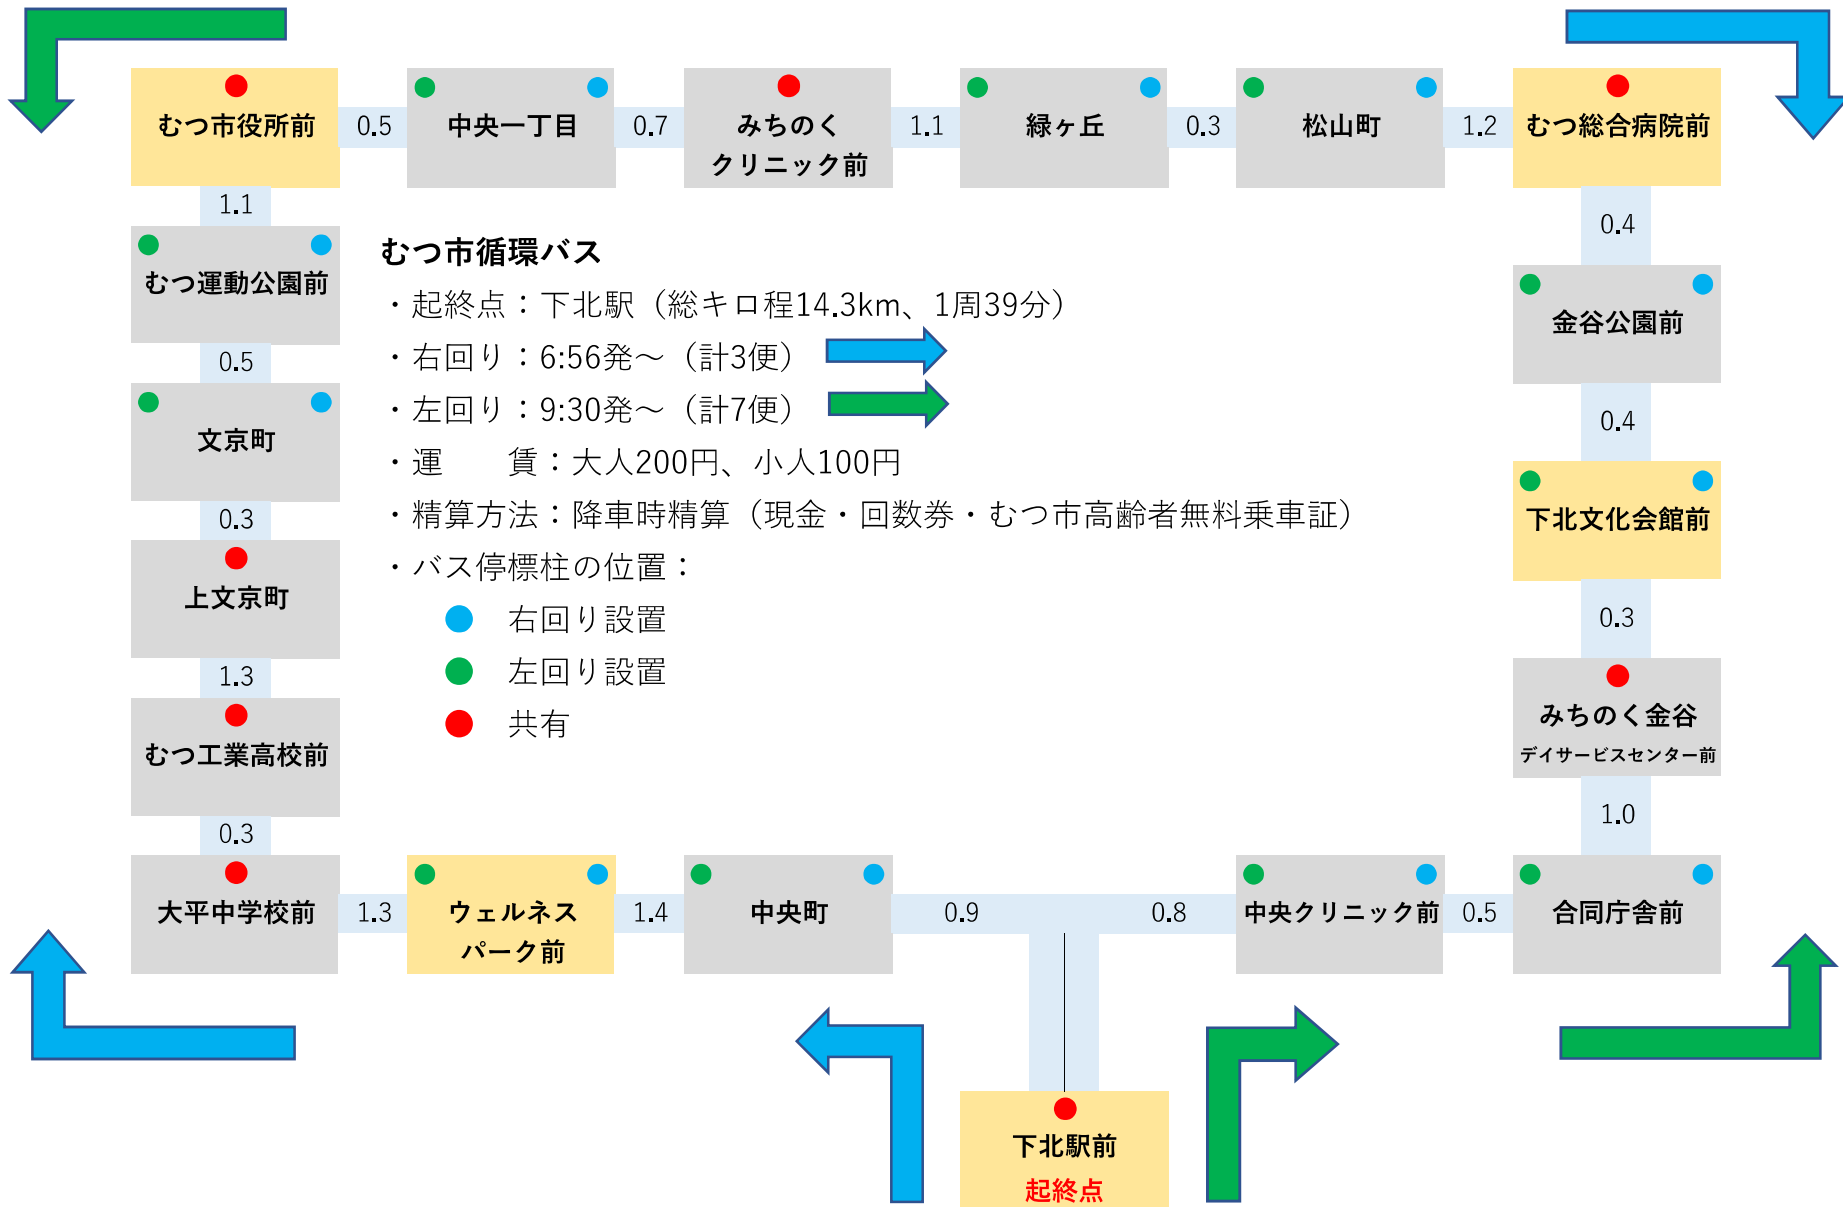 むつ市役所前
0.5
中央一丁目
0.7
みちのく
クリニック前
1.1
緑ヶ丘
0.3
松山町
1.2
むつ総合病院前
1.1
むつ運動公園前
0.5
文京町
0.3
上文京町
1.3
むつ工業高校前
0.3
大平中学校前
むつ市循環バス
・起終点：下北駅（総キロ程14.3km、1周39分）
・右回り：6:56発～（計3便）
・左回り：9:30発～（計7便）
・運　　賃：大人200円、小人100円
・精算方法：降車時精算（現金・回数券・むつ市高齢者無料乗車証）
・バス停標柱の位置：
右回り設置
左回り設置
共有
0.4
金谷公園前
0.4
下北文化会館前
0.3
みちのく金谷
デイサービスセンター前
1.0
合同庁舎前
1.3
ウェルネス
パーク前
1.4
中央町
0.9
0.8
中央クリニック前
0.5
下北駅前
起終点